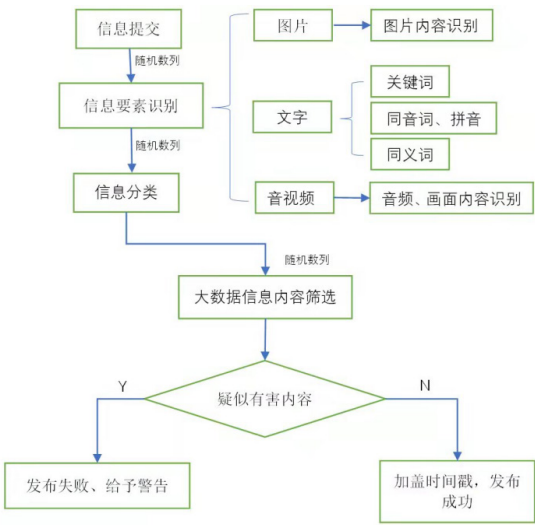 信息提交
随机数列
信息要素识别
随机数列
信息分类
图片
图片内容识别
文字
关键词
同音词、拼音
同义词
音视频
音频、画面内容识别
随机数列
大数据信息内容筛选
疑似有害内容
Y
N
发布失败、给予警告
加盖时间戳，发布
成功